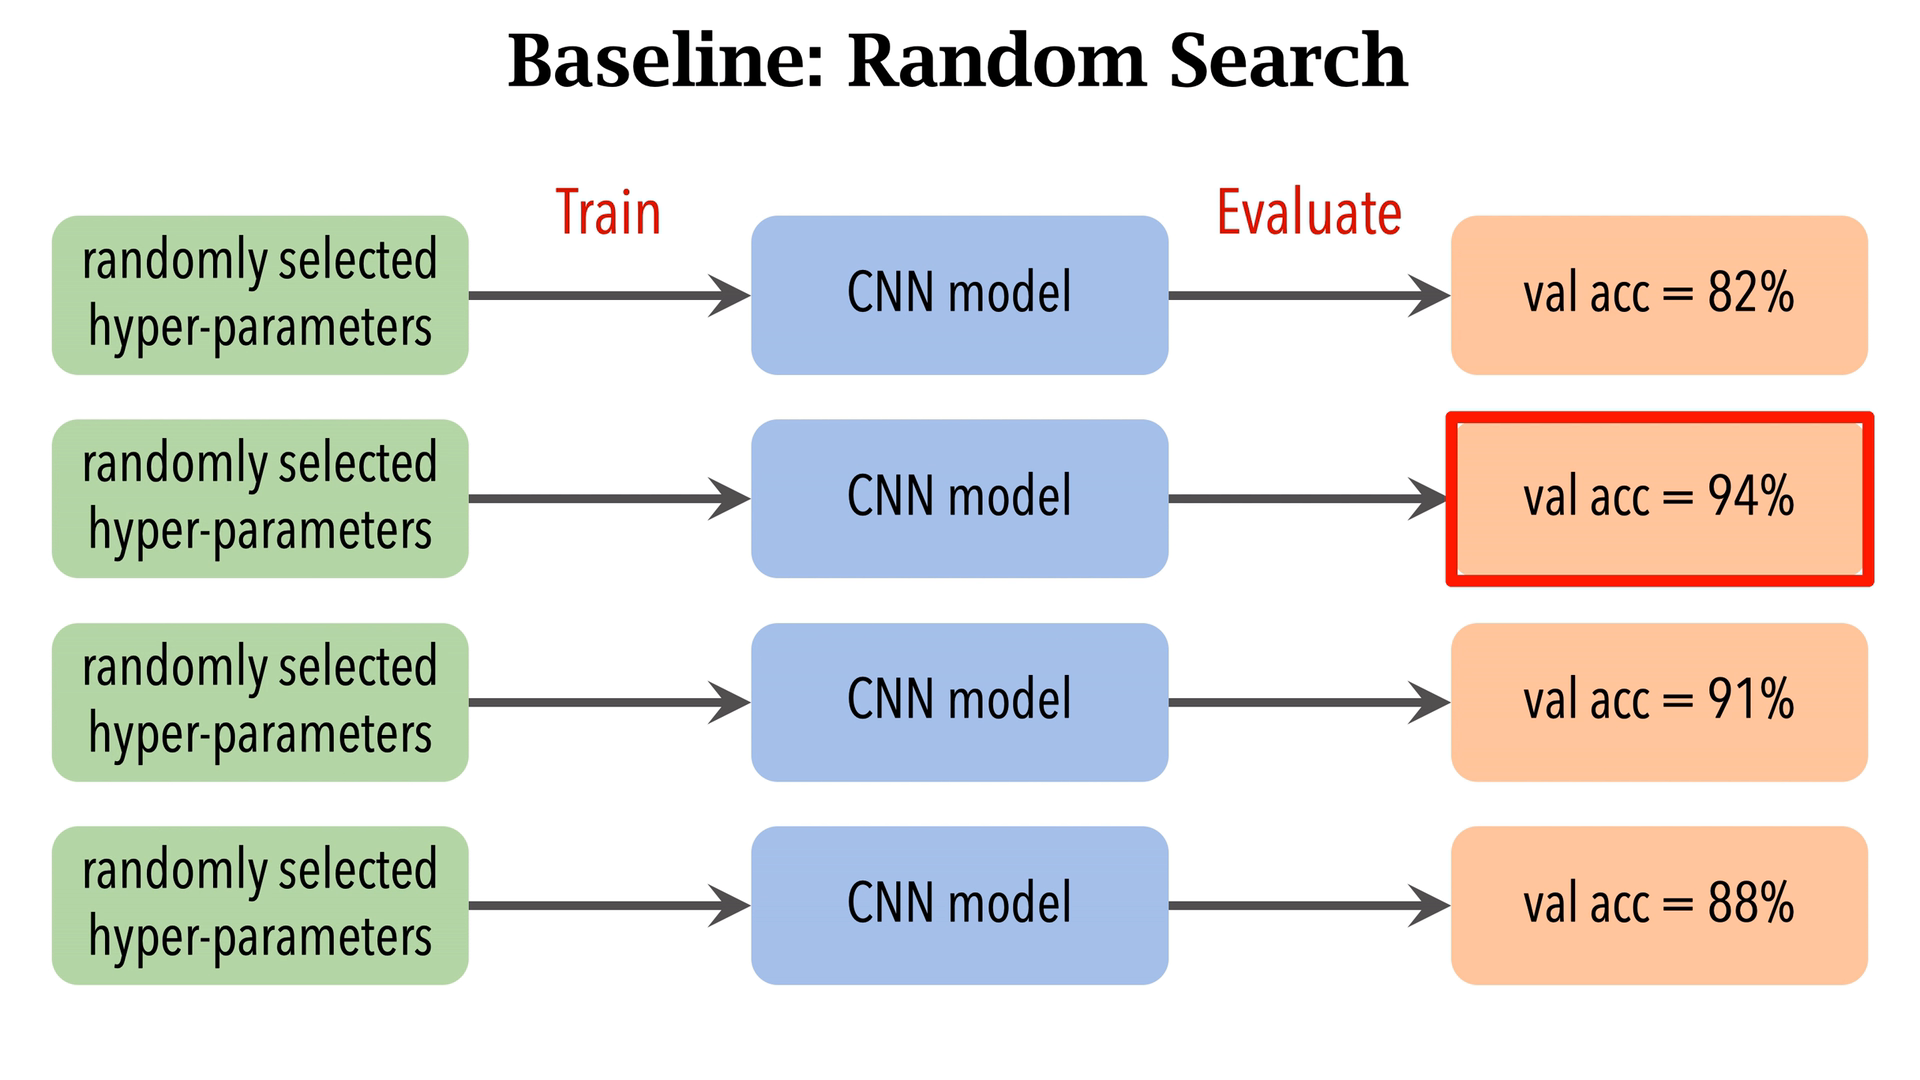 Baseline: Random Search
Train
Evaluate
randomly selected
hyper-parameters
CNN model
val acc = 82%
randomly selected
hyper-parameters
CNN model
val acc = 94%
randomly selected
hyper-parameters
CNN model
val acc = 91%
randomly selected
hyper-parameters
CNN model
val acc = 88%